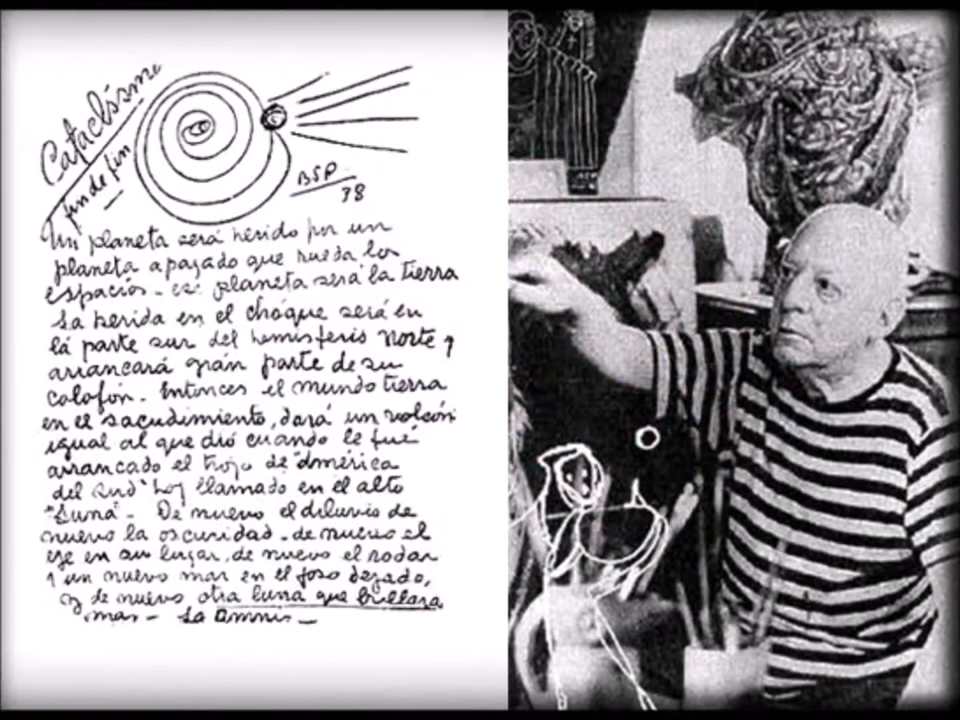 Cataclismo
fin de fin
BSP
38
Un planeta será herido por un
planeta apagado que rueda los
espacios - ese planeta será la tierra
La herida en el choque será en
la parte sur del hemisferio norte y
arrancará gran parte de su
calofón. Entonces el mundo tierra
en el sacudimiento, dará un volcón
igual al que dió cuando le fué
arrancado el trozo de "América
del sud" hoy llamado en el alto
"Luna" - De nuevo el diluvio de
nuevo la oscuridad - de nuevo el
eje en su lugar, de nuevo el rodar
y un nuevo mar en el foso dejado,
y de nuevo otra luna que brillara
mas - La Omnis -